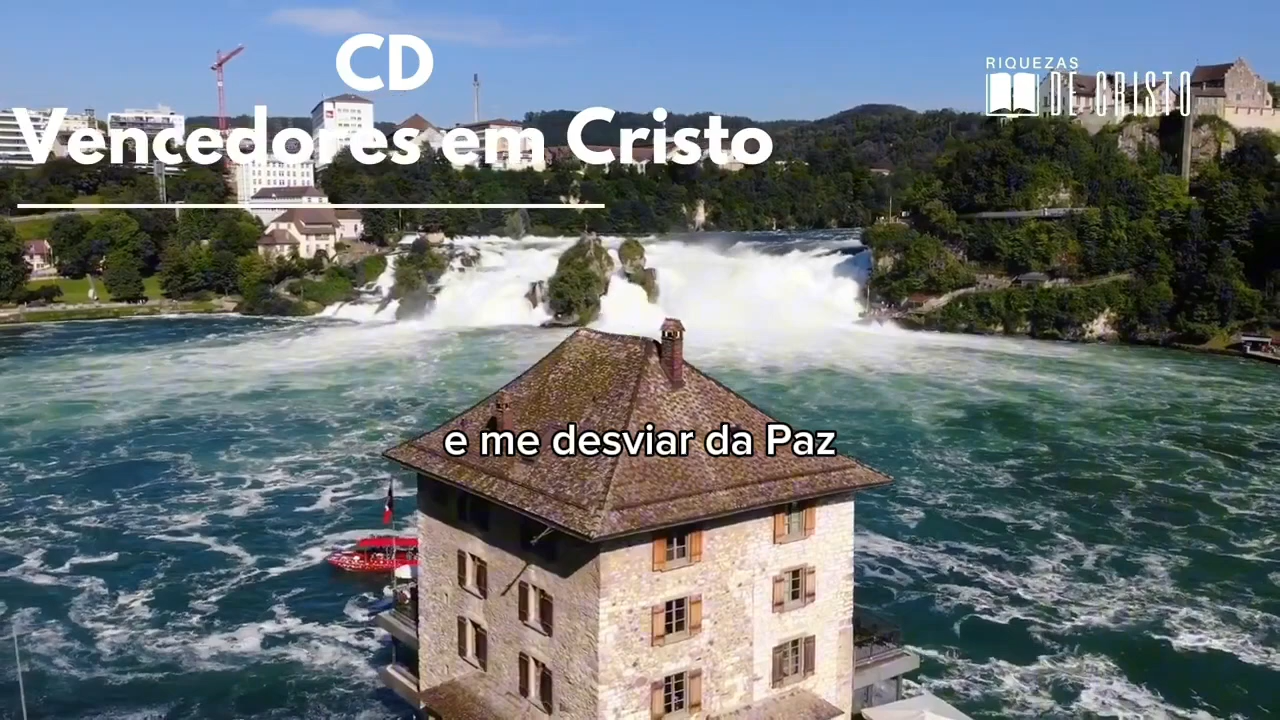 CD
Vencedores em Cristo
RIQUEZAS
DE CRISTO
e me desviar da Paz